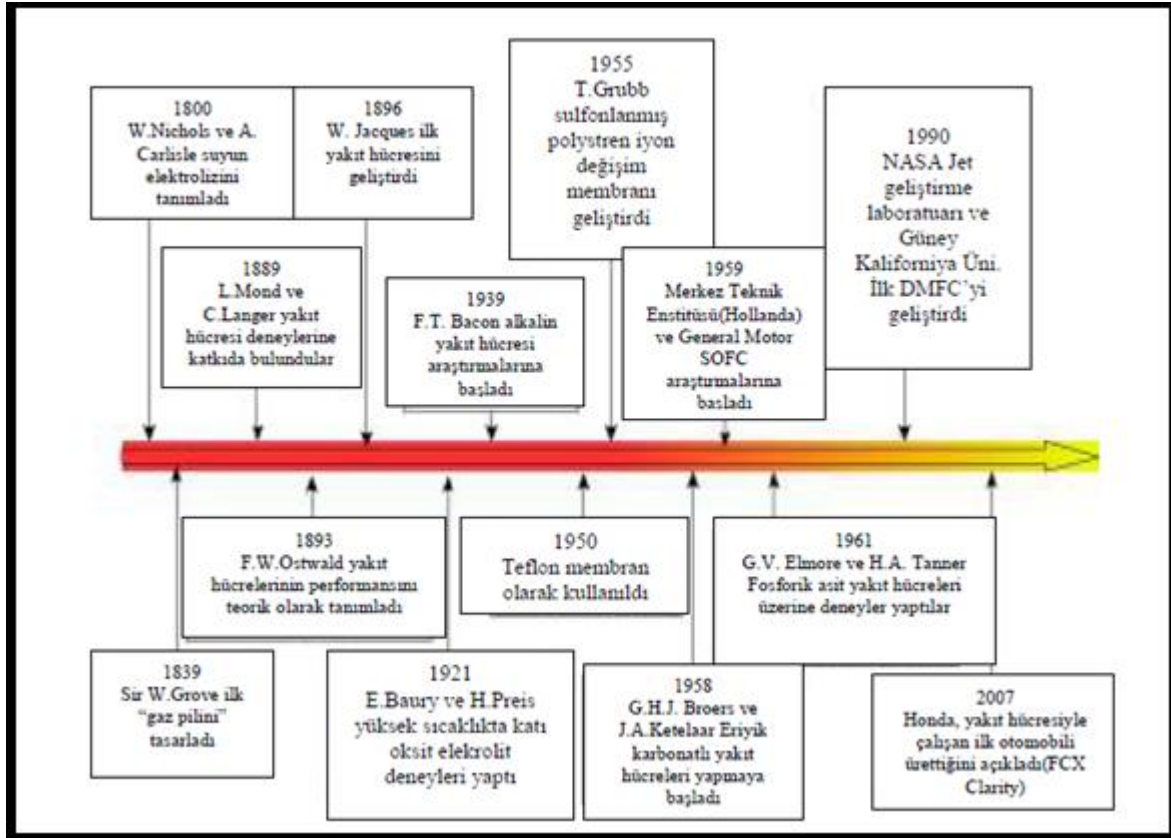 1800
W.Nichols ve A.
Carlisle suyun
elektrolizini
tanımladı
1896
W. Jacques ilk
yakıt hücresini
geliştirdi
1955
T.Grubb
sulfonlanmış
polystren iyon
değişim
membranı
geliştirdi
1990
NASA Jet
geliştirme
laboratuarı ve
Güney
Kaliforniya Üni.
İlk DMFC'yi
geliştirdi
1889
L.Mond ve
C.Langer yakıt
hücresi deneylerine
katkıda bulundular
1939
F.T. Bacon alkalin
yakıt hücresi
araştırmalarına
başladı
1959
Merkez Teknik
Enstitüsü(Hollanda)
ve General Motor
SOFC
araştırmalarına
başladı
1893
F.W.Ostwald yakıt
hücrelerinin performansını
teorik olarak tanımladı
1950
Teflon membran
olarak kullanıldı
1961
G.V. Elmore ve H.A. Tanner
Fosforik asit yakıt hücreleri
üzerine deneyler yaptılar
1839
Sir W.Grove ilk
“gaz pilini”
tasarladı
1921
E.Baury ve H.Preis
yüksek sıcaklıkta katı
oksit elekrolit
deneyleri yaptı
1958
G.H.J. Broers ve
J.A.Ketelaar Eriyik
karbonatlı yakıt
hücreleri yapmaya
başladı
2007
Honda, yakıt hücresiyle
çalışan ilk otomobili
ürettiğini açıkladı(FCX
Clarity)